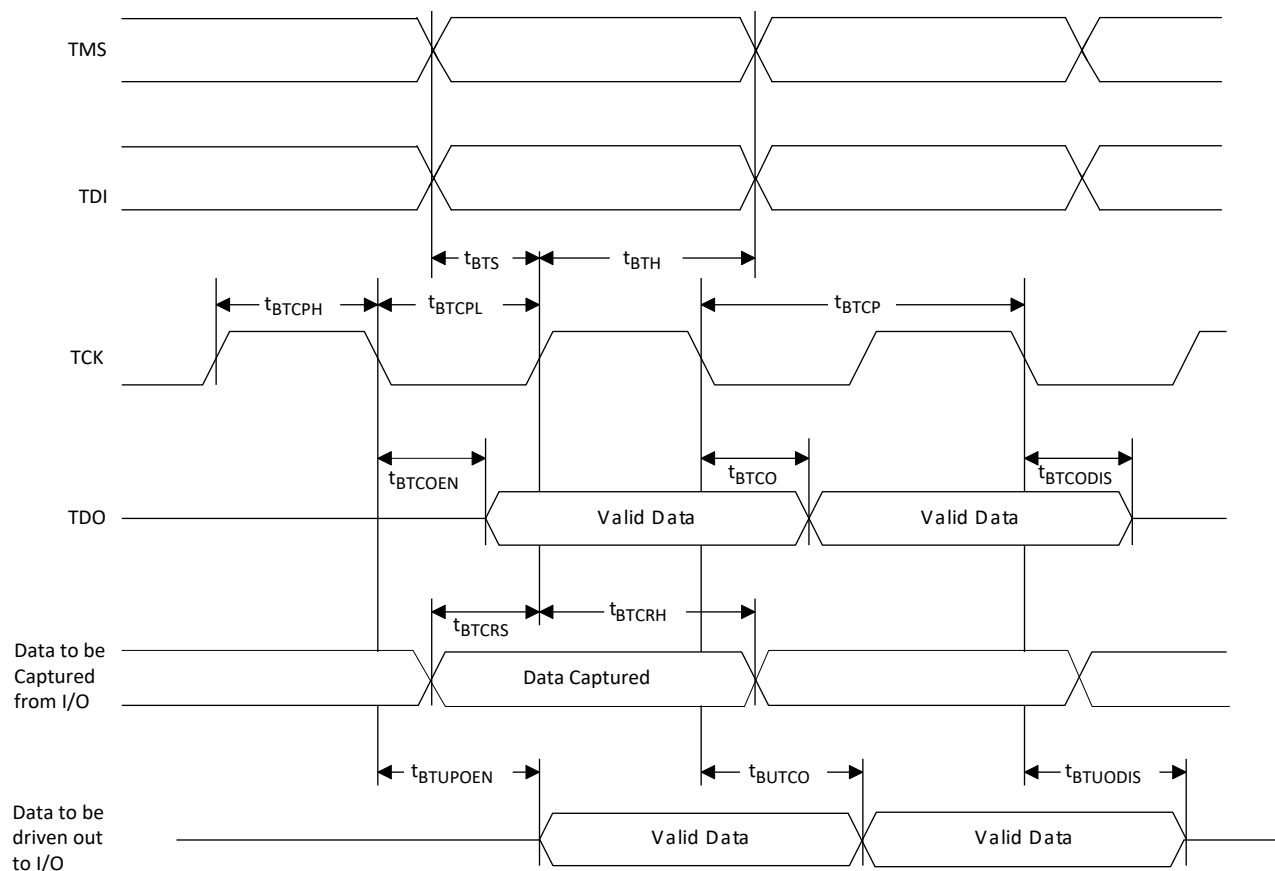 TMS
TDI
tBTS
tBTH
tBTCPH
tBTCPL
tBTCP
TCK
tBTCOEN
tBTCO
tBTCODIS
TDO
Valid Data
Valid Data
tBTCRS
tBTCRH
Data to be
Captured
from I/O
Data Captured
tBTUPOEN
tBUTCO
tBTUODIS
Data to be
driven out
to I/O
Valid Data
Valid Data